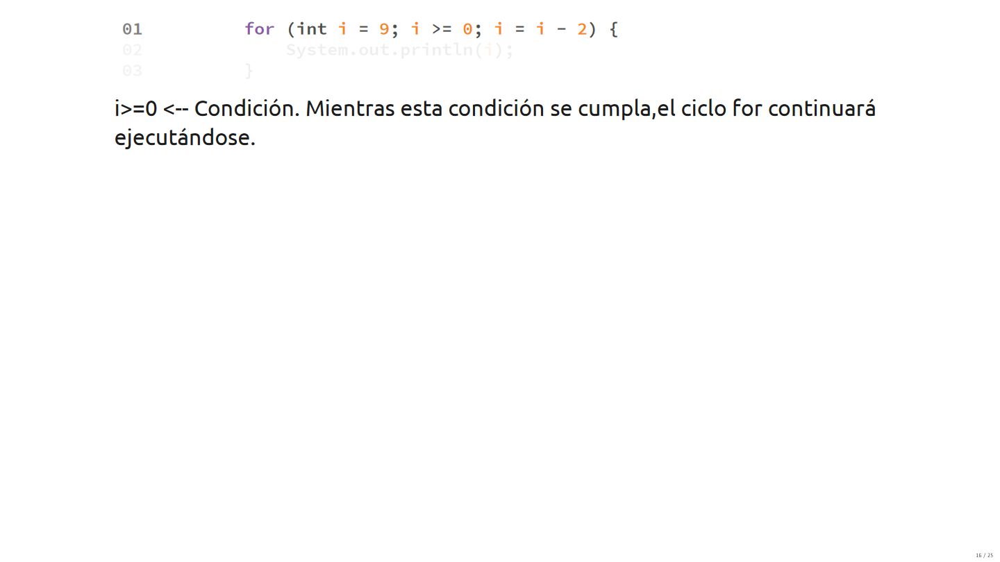 01 for (int i = 9; i >= 0; i = i - 2) {
02 System.out.println(i);
03 }
i>=0 <-- Condición. Mientras esta condición se cumpla,el ciclo for continuará
ejecutándose.
16 / 25